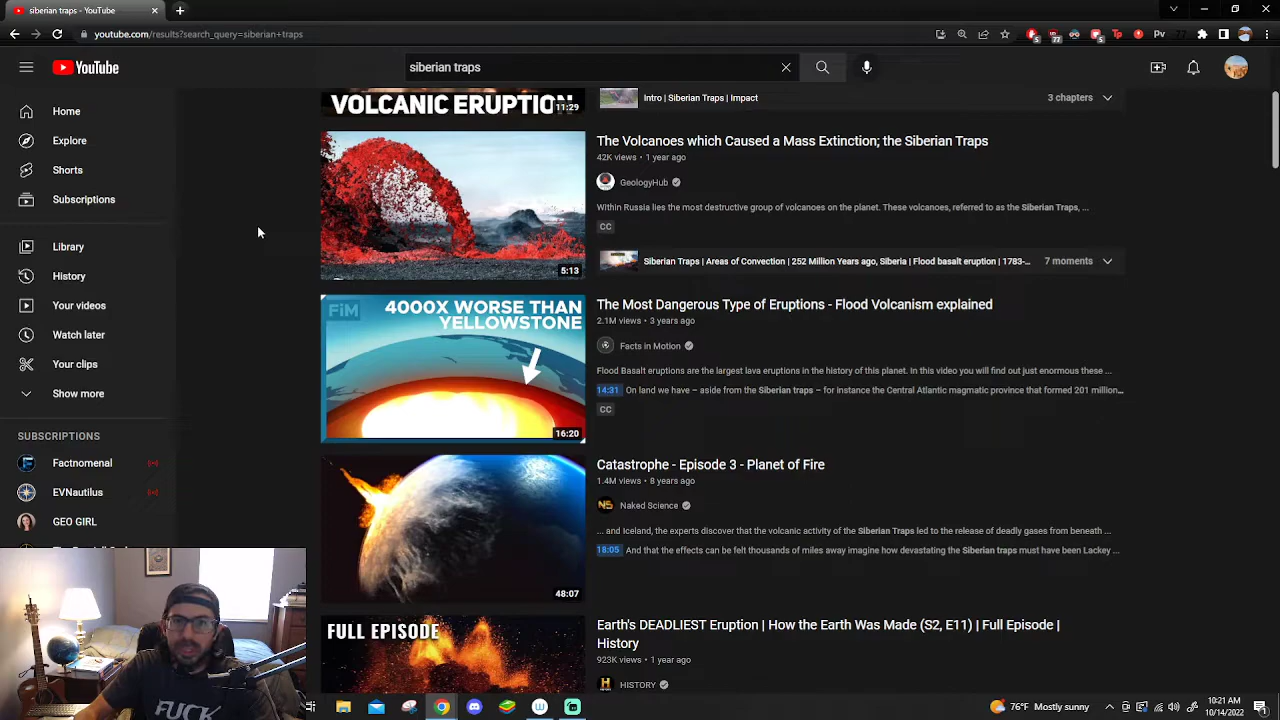 siberian traps - YouTube
youtube.com/results?search_query=siberian+traps
YouTube
siberian traps
Home
Explore
Shorts
Subscriptions
Library
History
Your videos
Watch later
Your clips
Show more
SUBSCRIPTIONS
Factnomenal
EVNautilus
GEO GIRL
VOLCANIC ERUPTION
11:29
Intro | Siberian Traps | Impact
3 chapters
5:13
The Volcanoes which Caused a Mass Extinction; the Siberian Traps
42K views • 1 year ago
GeologyHub
Within Russia lies the most destructive group of volcanoes on the planet. These volcanoes, referred to as the Siberian Traps, ...
CC
Siberian Traps | Areas of Convection | 252 Million Years ago, Siberia | Flood basalt eruption | 1783-...
7 moments
FiM
4000X WORSE THAN
YELLOWSTONE
16:20
The Most Dangerous Type of Eruptions - Flood Volcanism explained
2.1M views • 3 years ago
Facts in Motion
Flood Basalt eruptions are the largest lava eruptions in the history of this planet. In this video you will find out just enormous these ...
14:31 On land we have – aside from the Siberian traps – for instance the Central Atlantic magmatic province that formed 201 million...
CC
48:07
Catastrophe - Episode 3 - Planet of Fire
1.4M views • 8 years ago
NS
Naked Science
... and Iceland, the experts discover that the volcanic activity of the Siberian Traps led to the release of deadly gases from beneath ...
18:05 And that the effects can be felt thousands of miles away imagine how devastating the Siberian traps must have been Lackey ...
FULL EPISODE
Earth's DEADLIEST Eruption | How the Earth Was Made (S2, E11) | Full Episode |
History
923K views • 1 year ago
H
HISTORY
FUCK
76°F Mostly sunny
10:21 AM
10/14/2022